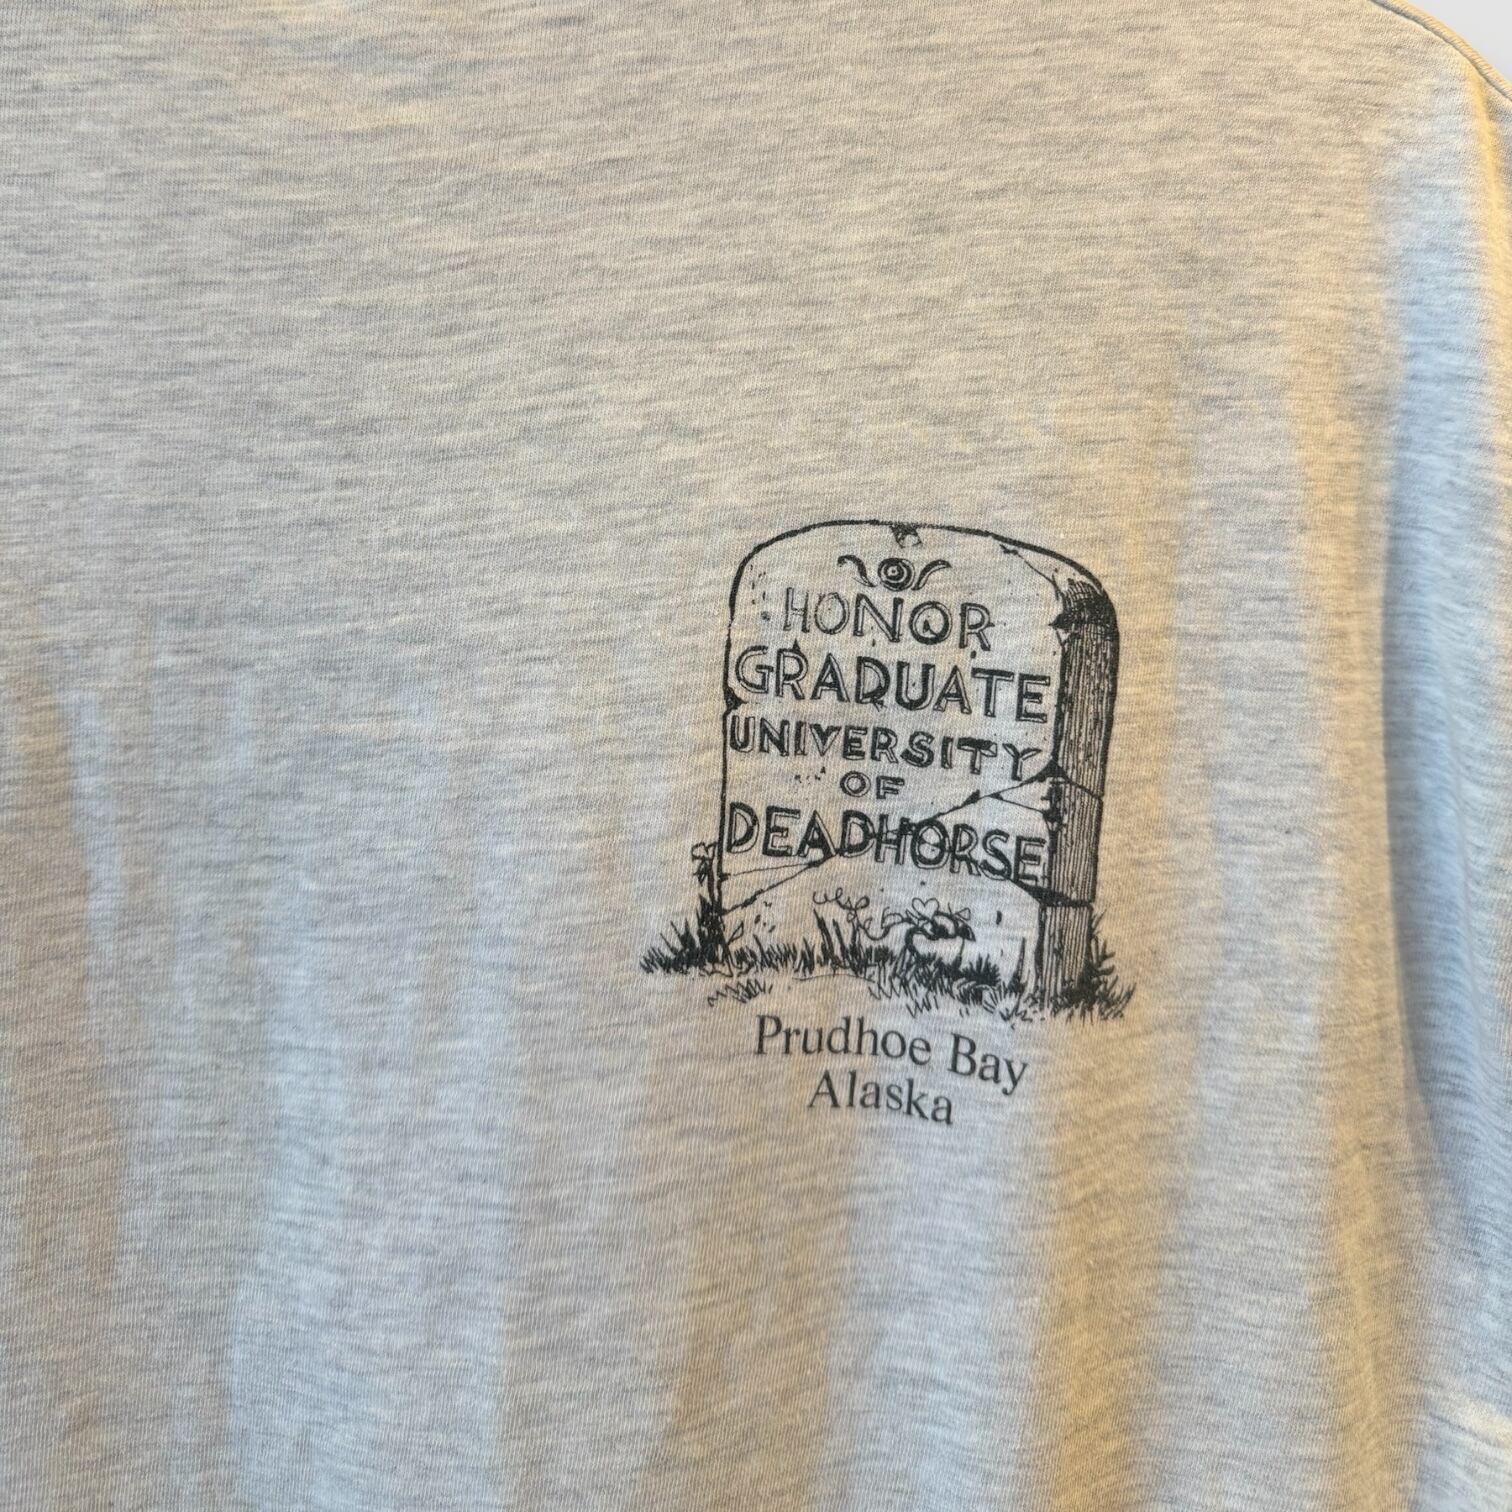 HONOR
GRADUATE
UNIVERSITY
OF
DEADHORSE
Prudhoe Bay
Alaska